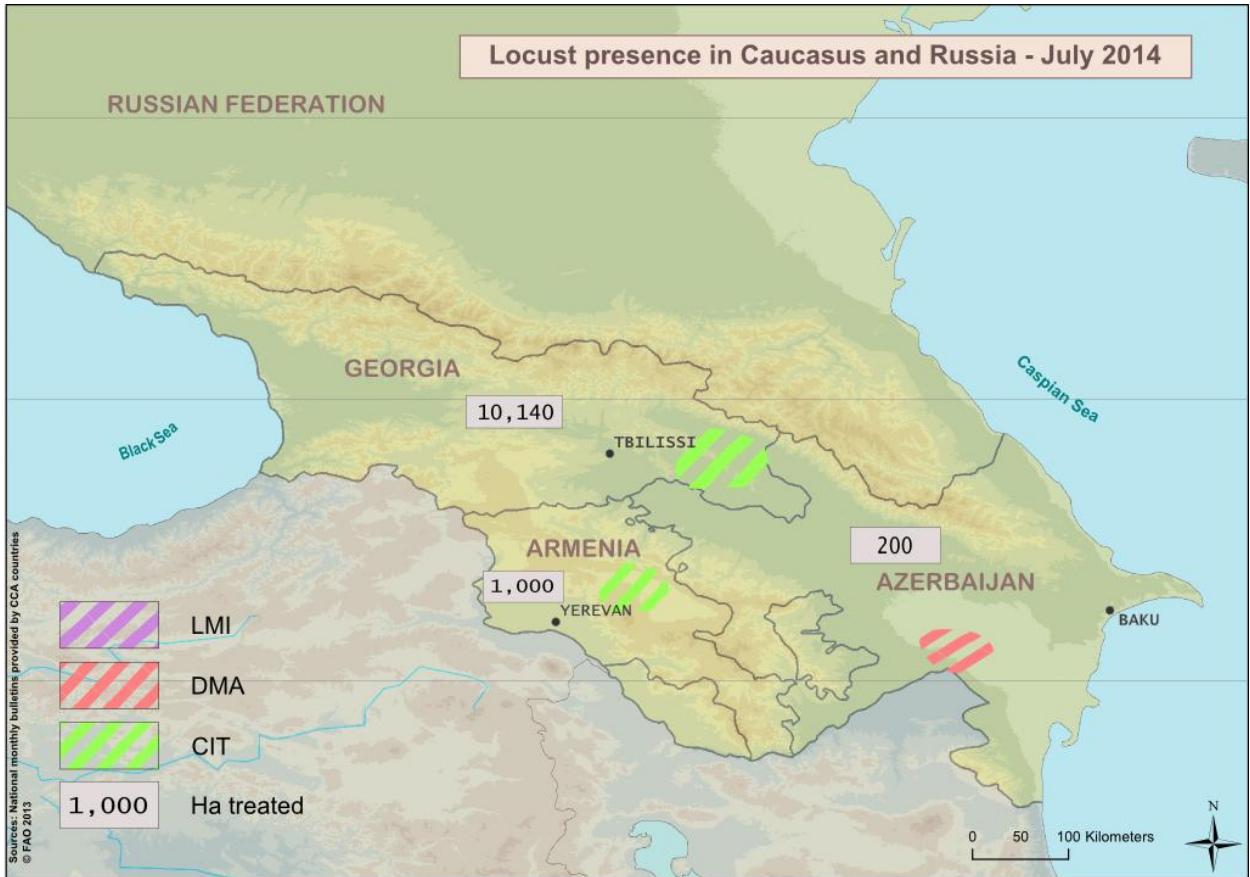 Locust presence in Caucasus and Russia - July 2014
RUSSIAN FEDERATION
Caspian Sea
GEORGIA
10,140
Black Sea
TBILISSI
ARMENIA
200
1,000
AZERBAIJAN
YEREVAN
BAKU
LMI
DMA
CIT
1,000 Ha treated
0 50 100 Kilometers
N
Sources: National monthly bulletins provided by CCA countries
© FAO 2013